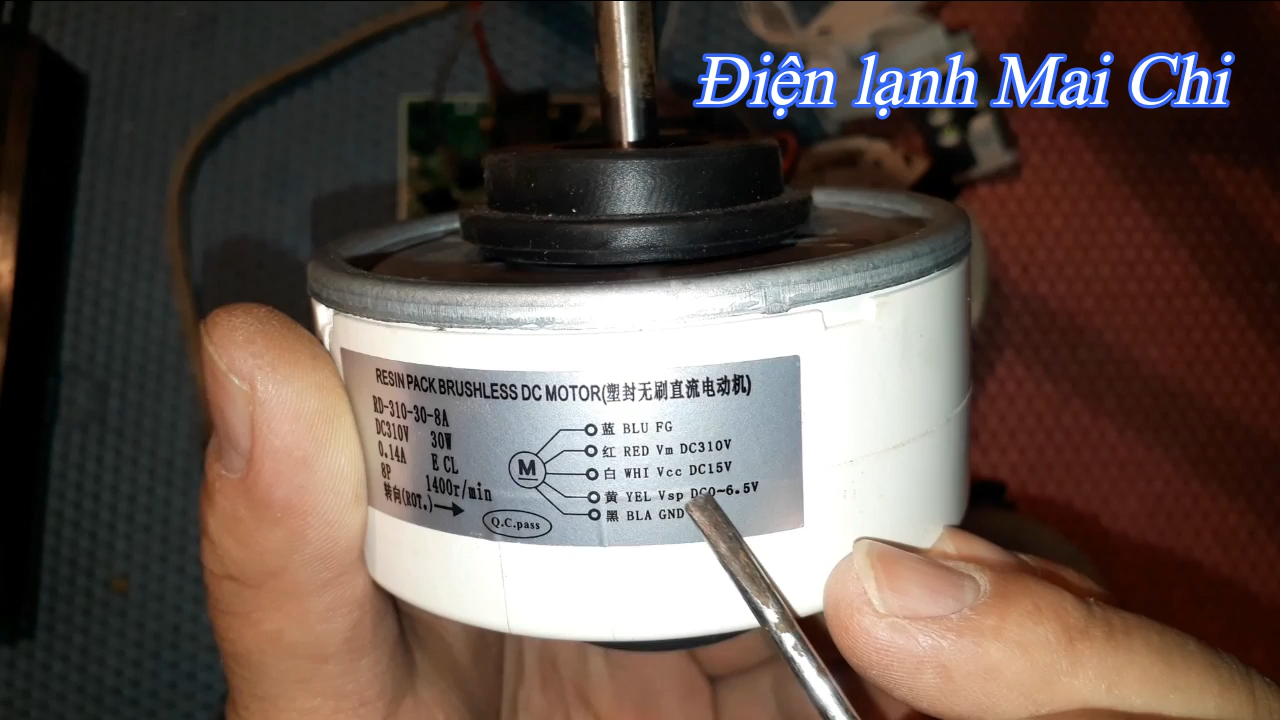 Điện lạnh Mai Chi
RESIN PACK BRUSHLESS DC MOTOR(塑封无刷直流电动机)
RD-310-30-8A
DC310V 30W
0.14A E CL
8P 1400r/min
转向(ROT.)
Q.C.pass
M
蓝 BLU FG
红 RED Vm DC310V
白 WHI Vcc DC15V
黄 YEL Vsp DC0~6.5V
黑 BLA GND